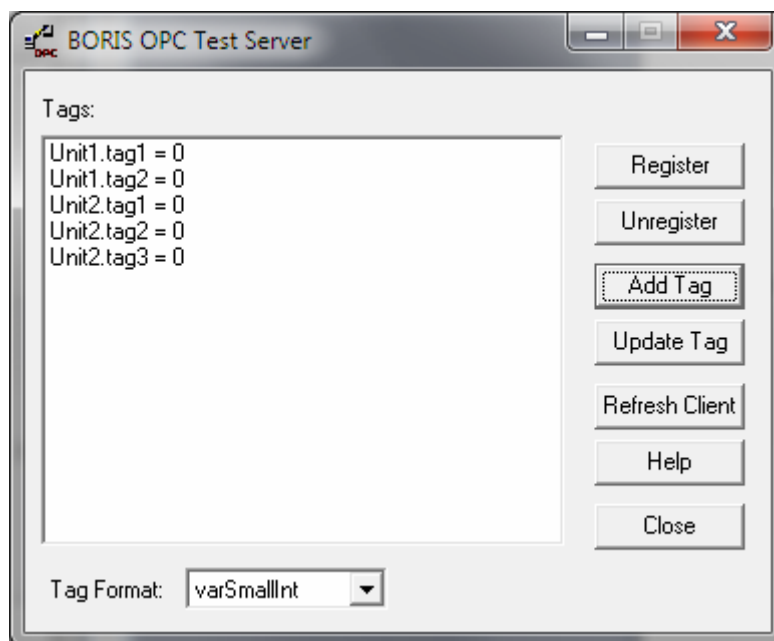 OPC BORIS OPC Test Server
Tags:
Unit1.tag1 = 0
Unit1.tag2 = 0
Unit2.tag1 = 0
Unit2.tag2 = 0
Unit2.tag3 = 0
Register
Unregister
Add Tag
Update Tag
Refresh Client
Help
Close
Tag Format: varSmallInt